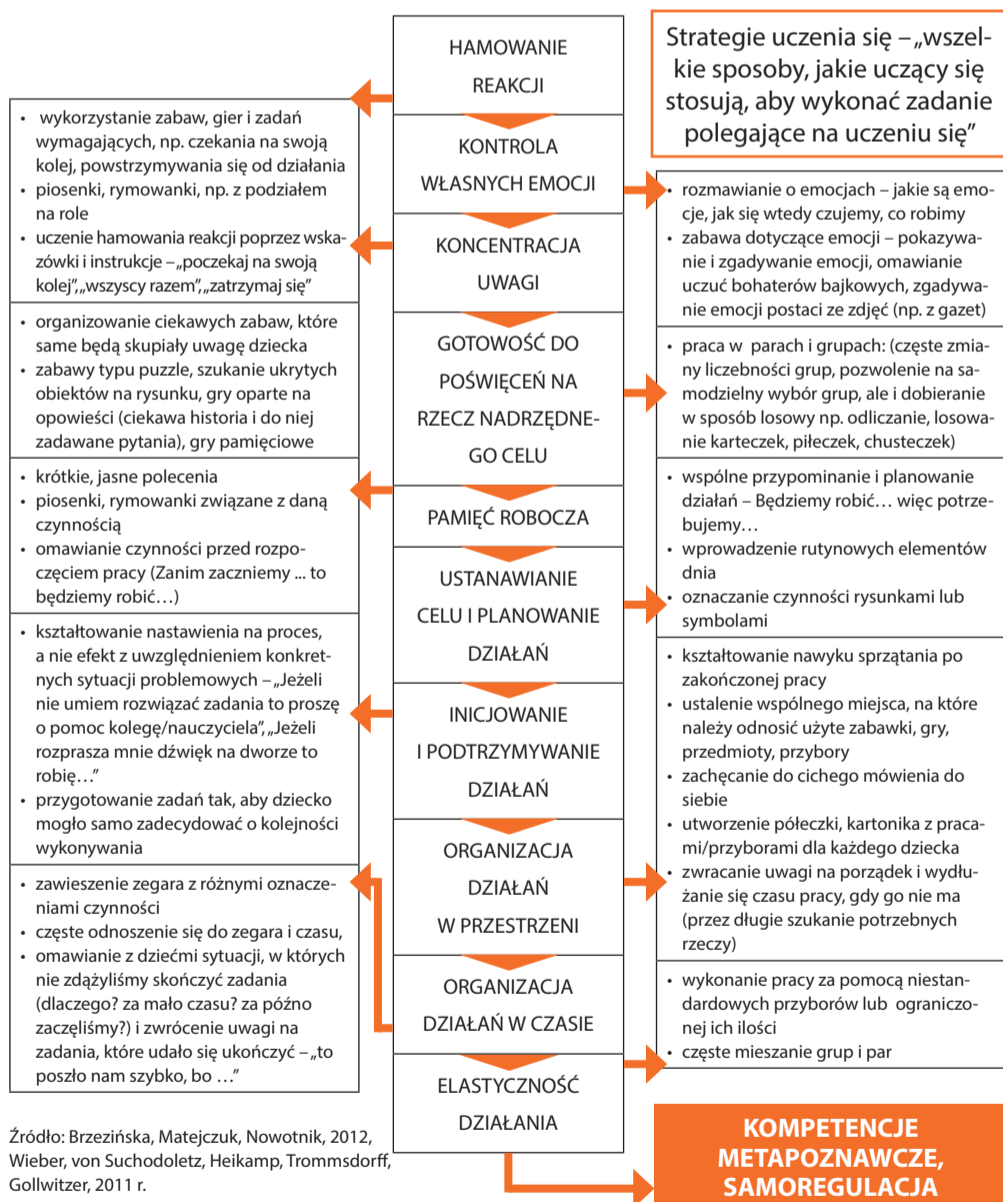 HAMOWANIE
REAKCJI
Strategie uczenia się – „wszel-
kie sposoby, jakie uczący się
stosują, aby wykonać zadanie
polegające na uczeniu się”
• wykorzystanie zabaw, gier i zadań
wymagających, np. czekania na swoją
kolej, powstrzymywania się od działania
• piosenki, rymowanki, np. z podziałem
na role
• uczenie hamowania reakcji poprzez wska-
zówki i instrukcje – „poczekaj na swoją
kolej”, „wszyscy razem”, „zatrzymaj się”
KONTROLA
WŁASNYCH EMOCJI
• rozmawianie o emocjach – jakie są emo-
cje, jak się wtedy czujemy, co robimy
• zabawa dotyczące emocji – pokazywa-
nie i zgadywanie emocji, omawianie
uczuć bohaterów bajkowych, zgadywa-
nie emocji postaci ze zdjęć (np. z gazet)
KONCENTRACJA
UWAGI
• organizowanie ciekawych zabaw, które
same będą skupiały uwagę dziecka
• zabawy typu puzzle, szukanie ukrytych
obiektów na rysunku, gry oparte na
opowieści (ciekawa historia i do niej
zadawane pytania), gry pamięciowe
GOTOWOŚĆ DO
POŚWIĘCEŃ NA
RZECZ NADRZĘDNE-
GO CELU
• praca w parach i grupach: (częste zmia-
ny liczebności grup, pozwolenie na sa-
modzielny wybór grup, ale i dobieranie
w sposób losowy np. odliczanie, losowa-
nie karteczek, piłeczek, chusteczek)
• krótkie, jasne polecenia
• piosenki, rymowanki związane z daną
czynnością
• omawianie czynności przed rozpo-
częciem pracy (Zanim zaczniemy ... to
będziemy robić…)
PAMIĘĆ ROBOCZA
• wspólne przypominanie i planowanie
działań – Będziemy robić… więc potrze-
bujemy…
• wprowadzenie rutynowych elementów
dnia
• oznaczanie czynności rysunkami lub
symbolami
USTANAWIANIE
CELU I PLANOWANIE
DZIAŁAŃ
• kształtowanie nastawienia na proces,
a nie efekt z uwzględnieniem konkret-
nych sytuacji problemowych – „Jeżeli
nie umiem rozwiązać zadania to proszę
o pomoc kolegę/nauczyciela”, „Jeżeli
rozprasza mnie dźwięk na dworze to
robię…”
• przygotowanie zadań tak, aby dziecko
mogło samo zadecydować o kolejności
wykonywania
INICJOWANIE
I PODTRZYMYWANIE
DZIAŁAŃ
• kształtowanie nawyku sprzątania po
zakończonej pracy
• ustalenie wspólnego miejsca, na które
należy odnosić użyte zabawki, gry,
przedmioty, przybory
• zachęcanie do cichego mówienia do
siebie
• utworzenie półeczki, kartonika z praca-
mi/przyborami dla każdego dziecka
• zwracanie uwagi na porządek i wydłu-
żanie się czasu pracy, gdy go nie ma
(przez długie szukanie potrzebnych
rzeczy)
ORGANIZACJA
DZIAŁAŃ
W PRZESTRZENI
• zawieszenie zegara z różnymi oznacze-
niami czynności
• częste odnoszenie się do zegara i czasu,
• omawianie z dziećmi sytuacji, w których
nie zdążyliśmy skończyć zadania
(dlaczego? za mało czasu? za późno
zaczęliśmy?) i zwrócenie uwagi na
zadania, które udało się ukończyć – „to
poszło nam szybko, bo …”
ORGANIZACJA
DZIAŁAŃ W CZASIE
• wykonanie pracy za pomocą niestan-
dardowych przyborów lub ograniczo-
nej ich ilości
• częste mieszanie grup i par
ELASTYCZNOŚĆ
DZIAŁANIA
Źródło: Brzezińska, Matejczuk, Nowotnik, 2012,
Wieber, von Suchodoletz, Heikamp, Trommsdorff,
Gollwitzer, 2011 r.
KOMPETENCJE
METAPOZNAWCZE,
SAMOREGULACJA